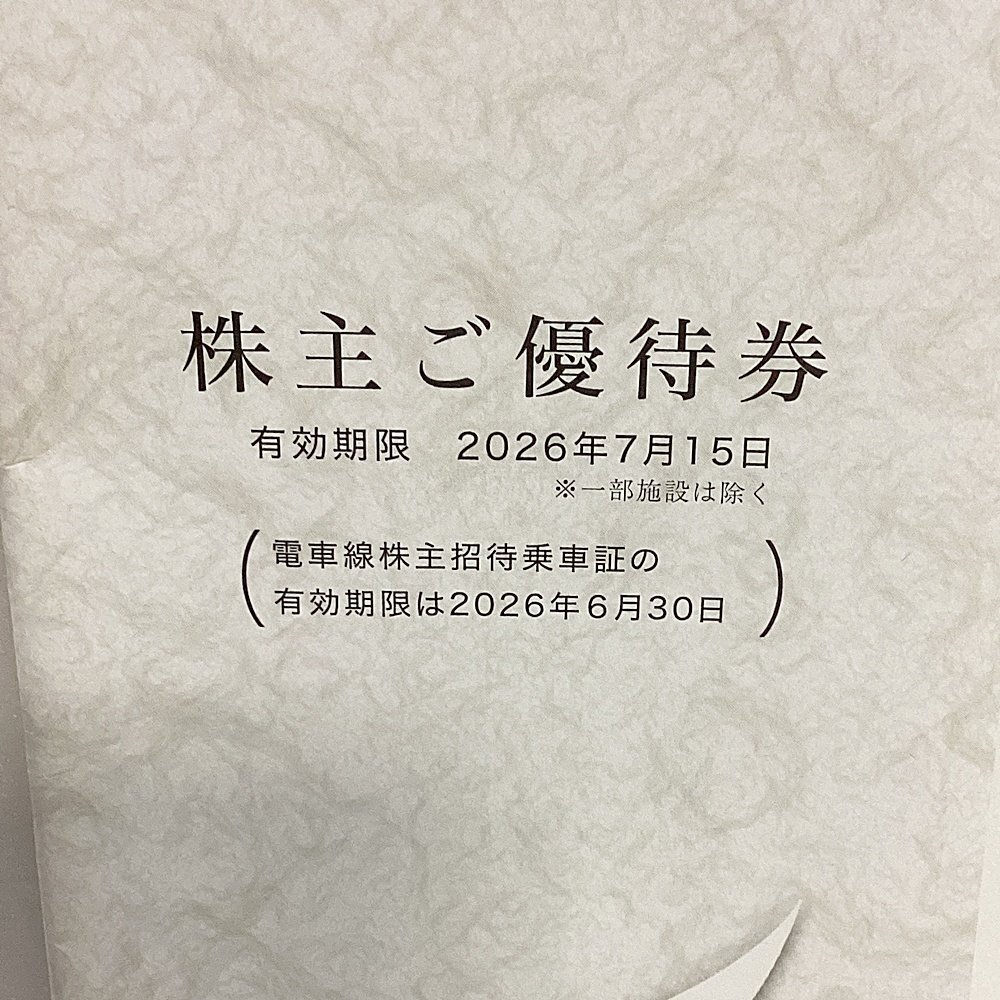 株主ご優待券
有効期限　2026年7月15日
※一部施設は除く
(電車線株主招待乗車証の
有効期限は2026年6月30日)